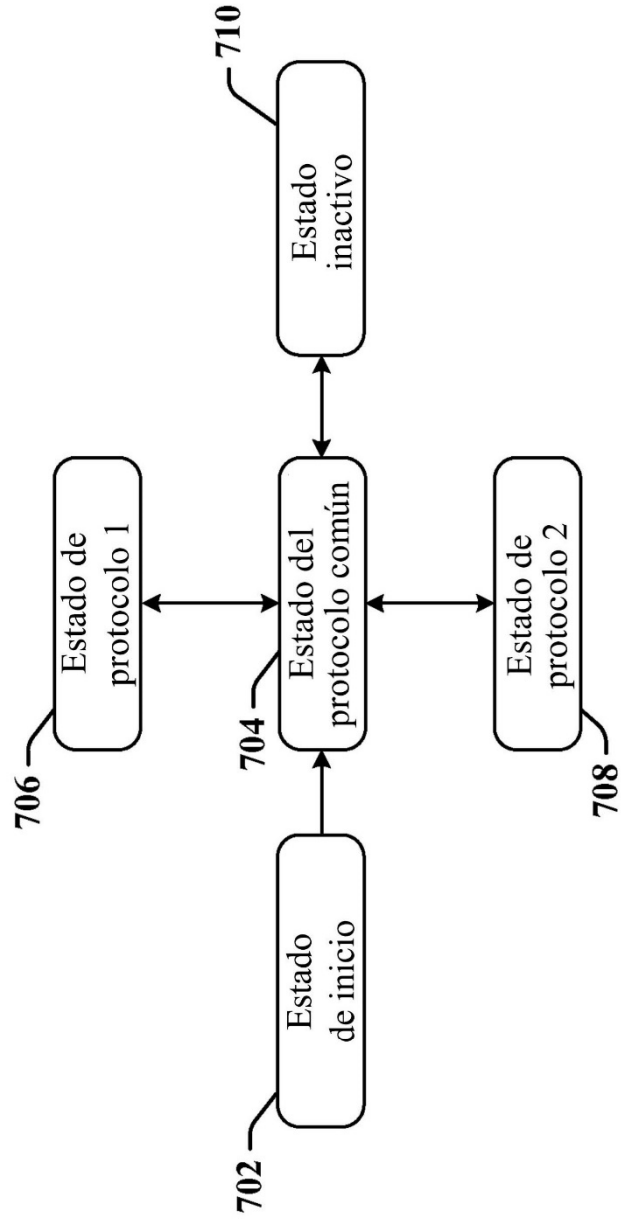 706
Estado de
protocolo 1
702
Estado
de inicio
704
Estado del
protocolo común
710
Estado
inactivo
708
Estado de
protocolo 2